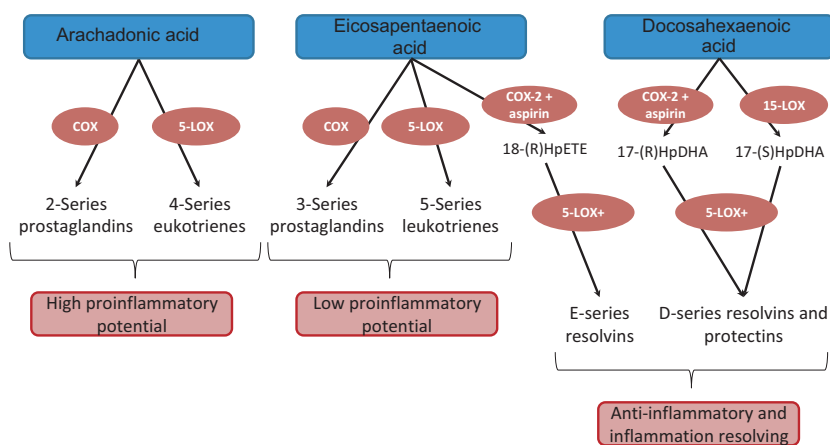 Arachadonic acid
Eicosapentaenoic
acid
Docosahexaenoic
acid
COX
5-LOX
COX
5-LOX
COX-2 +
aspirin
COX-2 +
aspirin
15-LOX
18-(R)HpETE
17-(R)HpDHA
17-(S)HpDHA
2-Series
prostaglandins
4-Series
eukotrienes
3-Series
prostaglandins
5-Series
leukotrienes
5-LOX+
5-LOX+
High proinflammatory
potential
Low proinflammatory
potential
E-series
resolvins
D-series resolvins and
protectins
Anti-inflammatory and
inflammation resolving